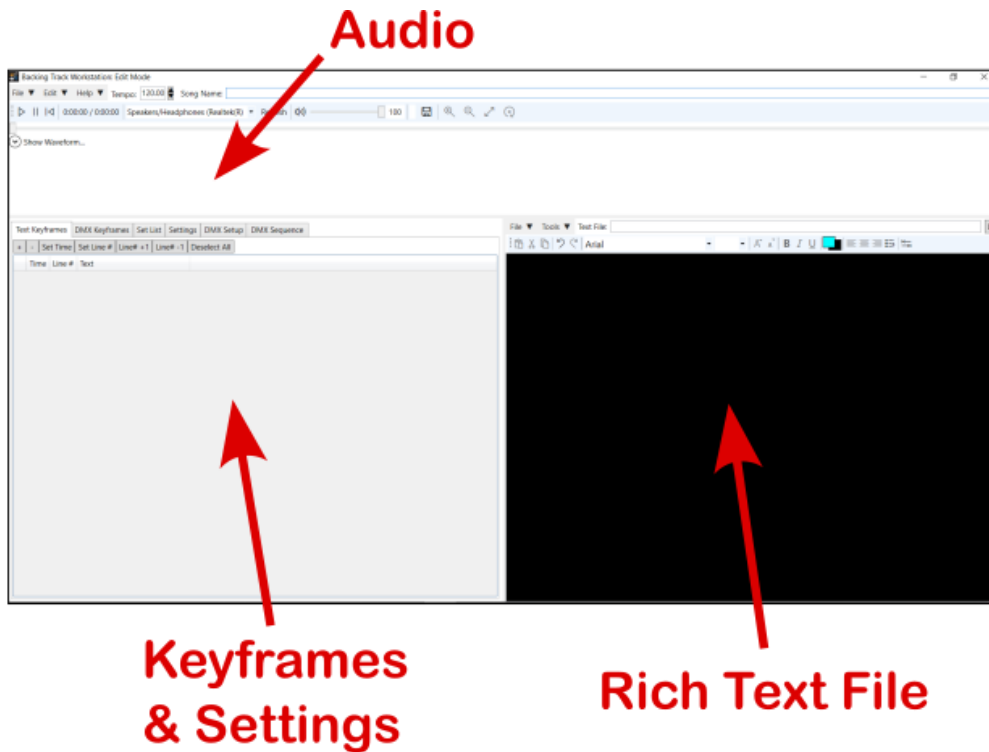 Audio
Backing Track Workstation: Edit Mode
File ▼ Edit ▼ Help ▼ Tempo: 120.00 Song Name:
0:00:00 / 0:00:00 Speakers/Headphones (Realtek(R) 100
Show Waveform...
Text Keyframes DMX Keyframes Set List Settings DMX Setup DMX Sequence
File ▼ Tools ▼ Text File:
+ - Set Time Set Line # Line# +1 Line# -1 Deselect All
Arial B I U
Time Line # Text
Keyframes
& Settings
Rich Text File